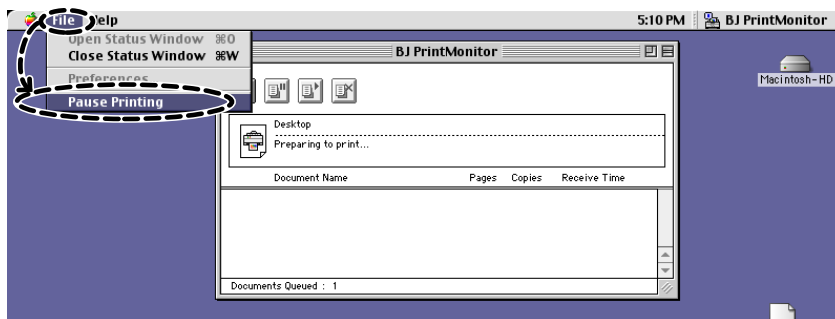 File Help 5:10 PM BJ PrintMonitor
Open Status Window ⌘O
Close Status Window ⌘W
Preferences...
Pause Printing
BJ PrintMonitor
Macintosh-HD
Desktop
Preparing to print...
Document Name Pages Copies Receive Time
Documents Queued : 1